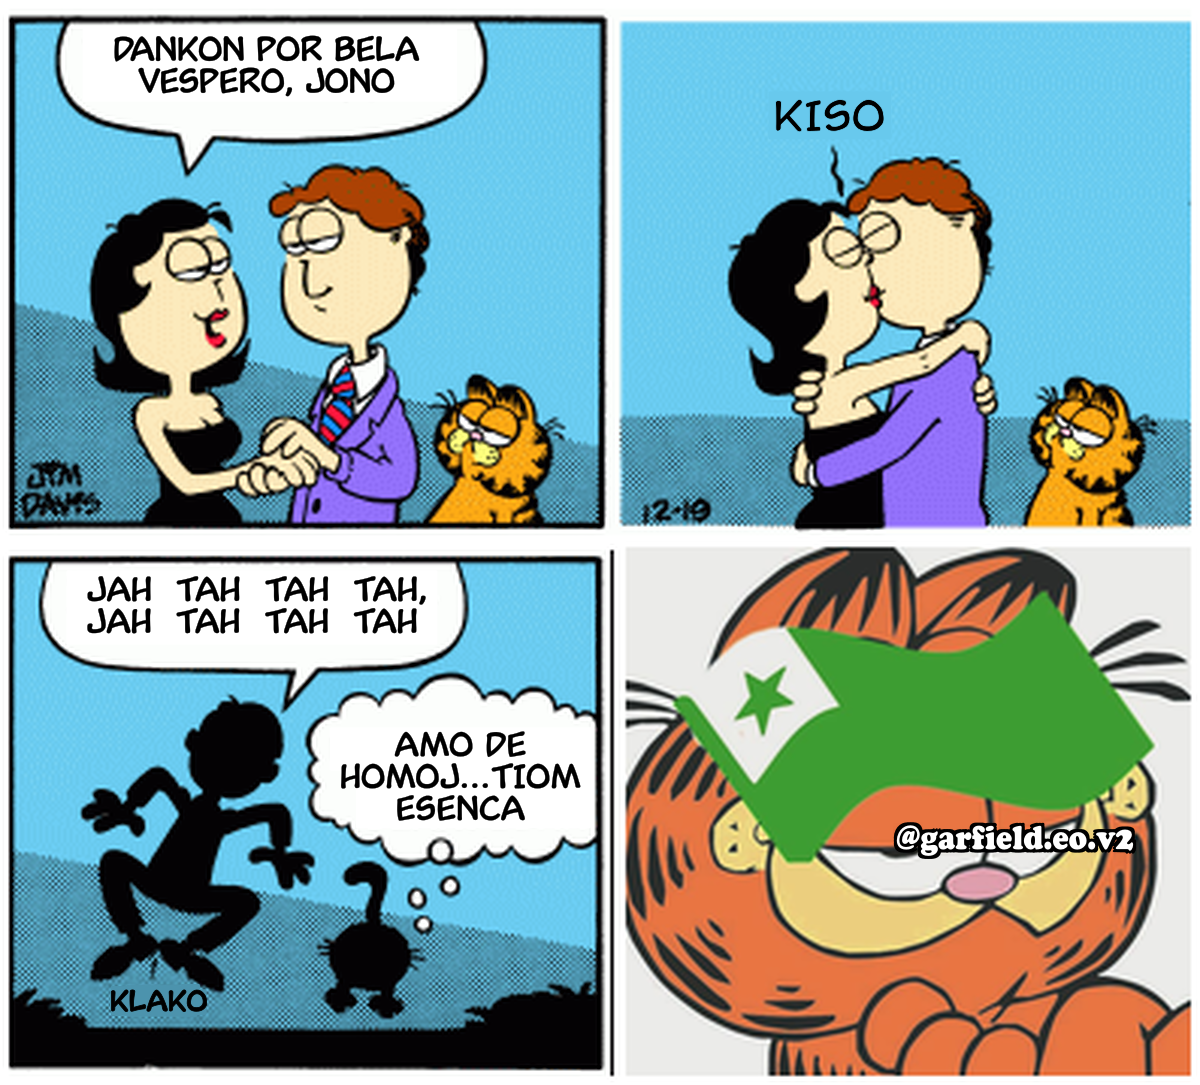 DANKON POR BELA
VESPERO, JONO
JIM
DAVIS
KISO
12-19
JAH TAH TAH TAH,
JAH TAH TAH TAH
AMO DE
HOMOJ...TIOM
ESENCA
KLAKO
@garfield.eo.v2